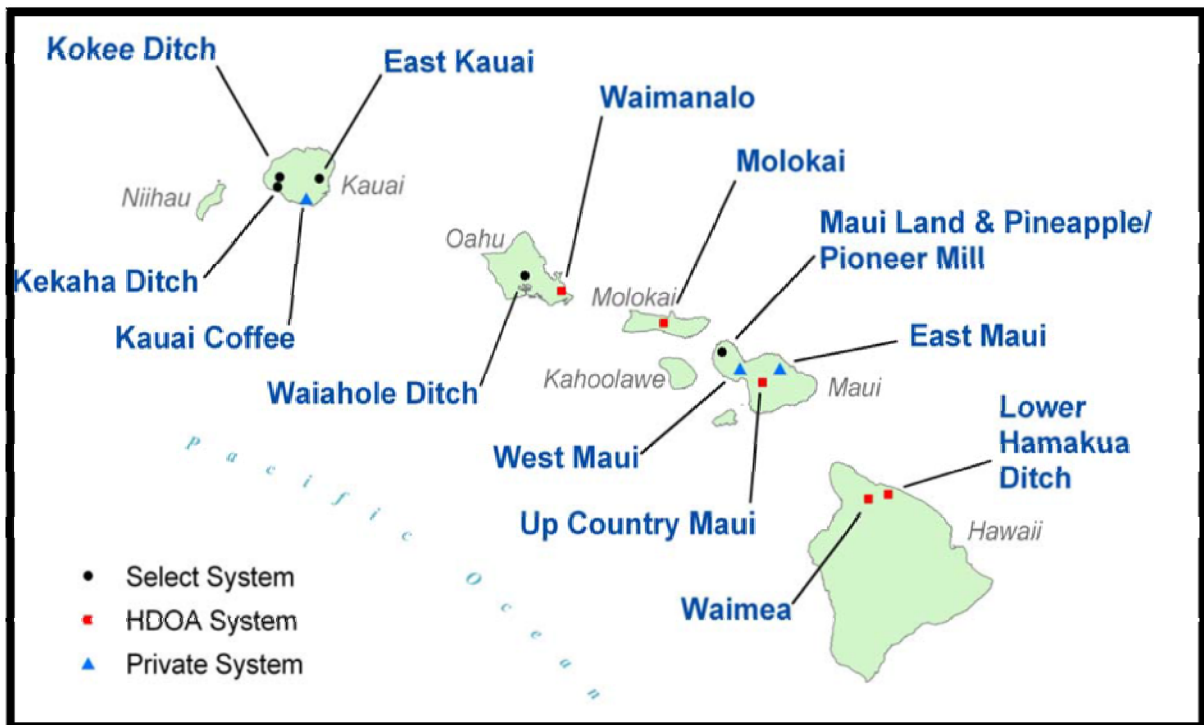 Kokee Ditch
East Kauai
Waimanalo
Molokai
Niihau
Kauai
Maui Land & Pineapple/
Pioneer Mill
Oahu
Kekaha Ditch
Molokai
Kauai Coffee
East Maui
Waiahole Ditch
Kahoolawe
Maui
Lower
Hamakua
Ditch
West Maui
Up Country Maui
Hawaii
Waimea
Pacific Ocean
Select System
HDOA System
Private System